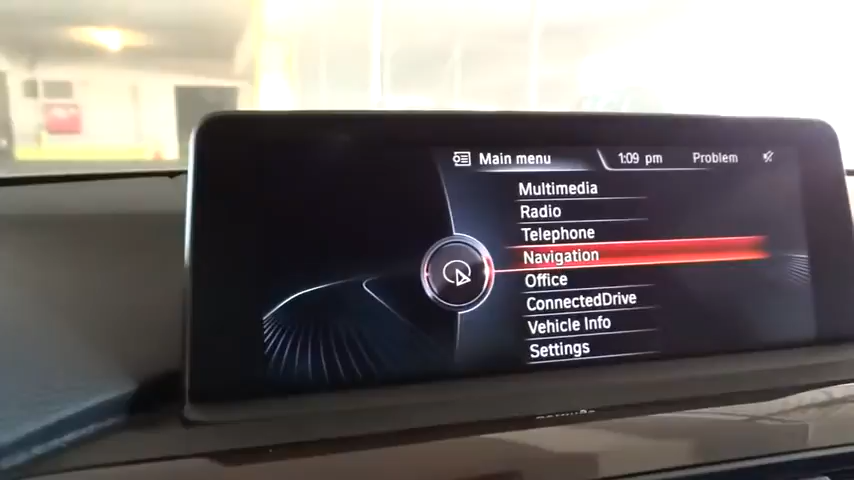 Main menu
1:09 pm
Problem
Multimedia
Radio
Telephone
Navigation
Office
ConnectedDrive
Vehicle Info
Settings